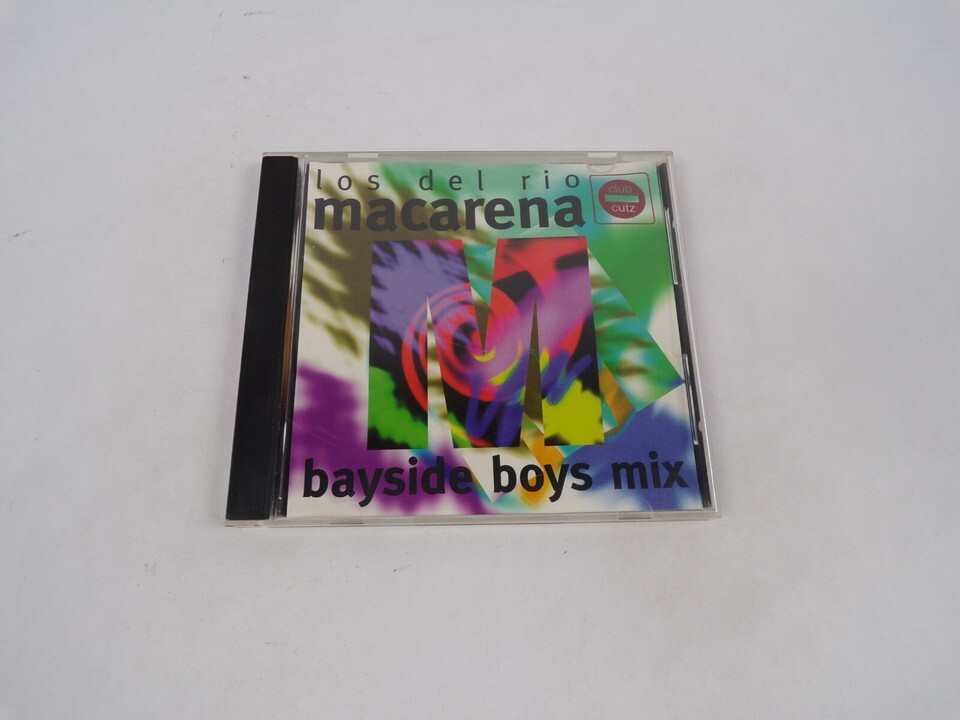 los del rio
macarena
club
cutz
M
bayside boys mix